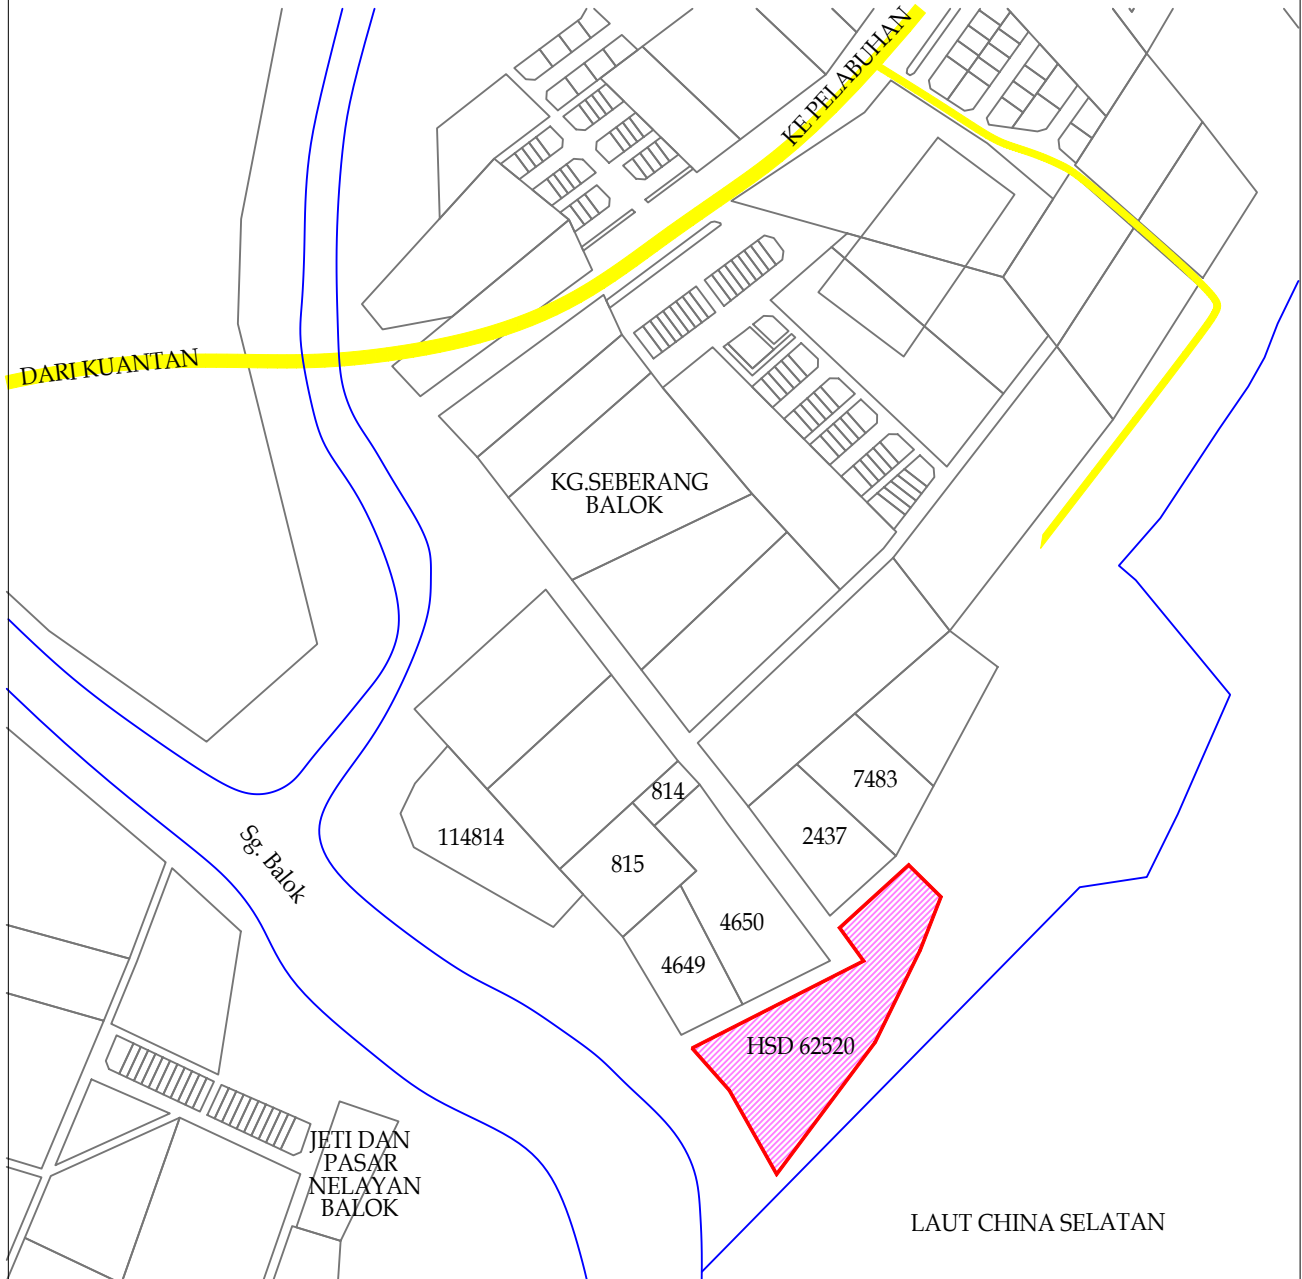 KE PELABUHAN
DARI KUANTAN
KG.SEBERANG
BALOK
7483
814
2437
114814
815
Sg. Balok
4650
4649
HSD 62520
JETI DAN
PASAR
NELAYAN
BALOK
LAUT CHINA SELATAN